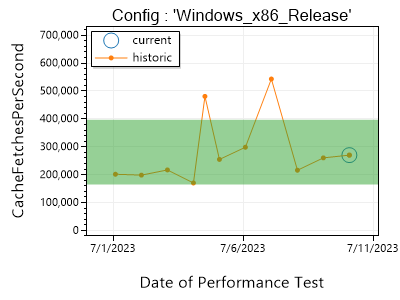 Config : 'Windows_x86_Release'
current
historic
CacheFetchesPerSecond
700,000
600,000
500,000
400,000
300,000
200,000
100,000
0
7/1/2023
7/6/2023
7/11/2023
Date of Performance Test